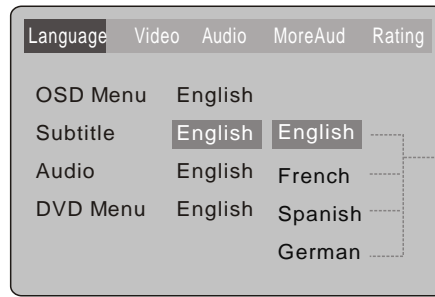 Language Video Audio MoreAud Rating
OSD Menu English
Subtitle English English
Audio English French
DVD Menu English Spanish
German